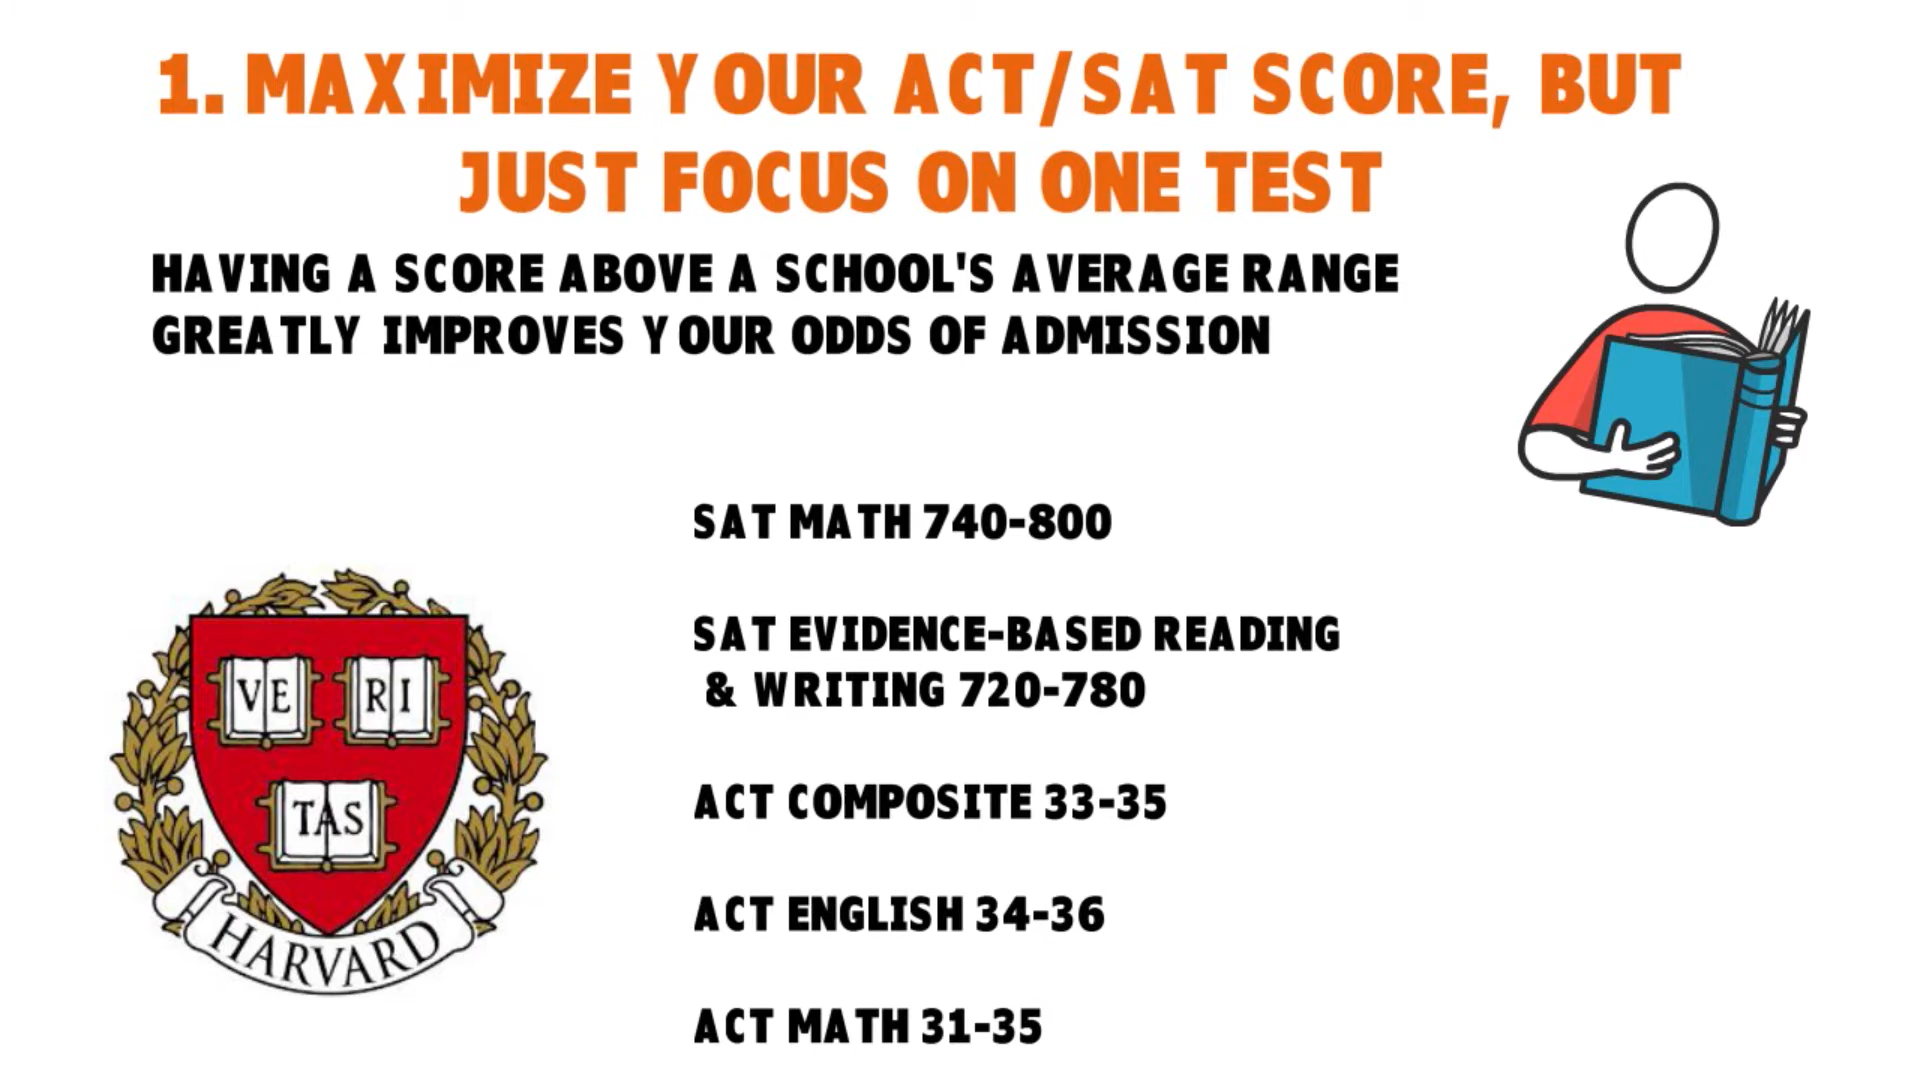 1. MAXIMIZE YOUR ACT/SAT SCORE, BUT
JUST FOCUS ON ONE TEST
HAVING A SCORE ABOVE A SCHOOL'S AVERAGE RANGE
GREATLY IMPROVES YOUR ODDS OF ADMISSION
SAT MATH 740-800
SAT EVIDENCE-BASED READING
& WRITING 720-780
ACT COMPOSITE 33-35
ACT ENGLISH 34-36
ACT MATH 31-35
VE RI
TAS
HARVARD